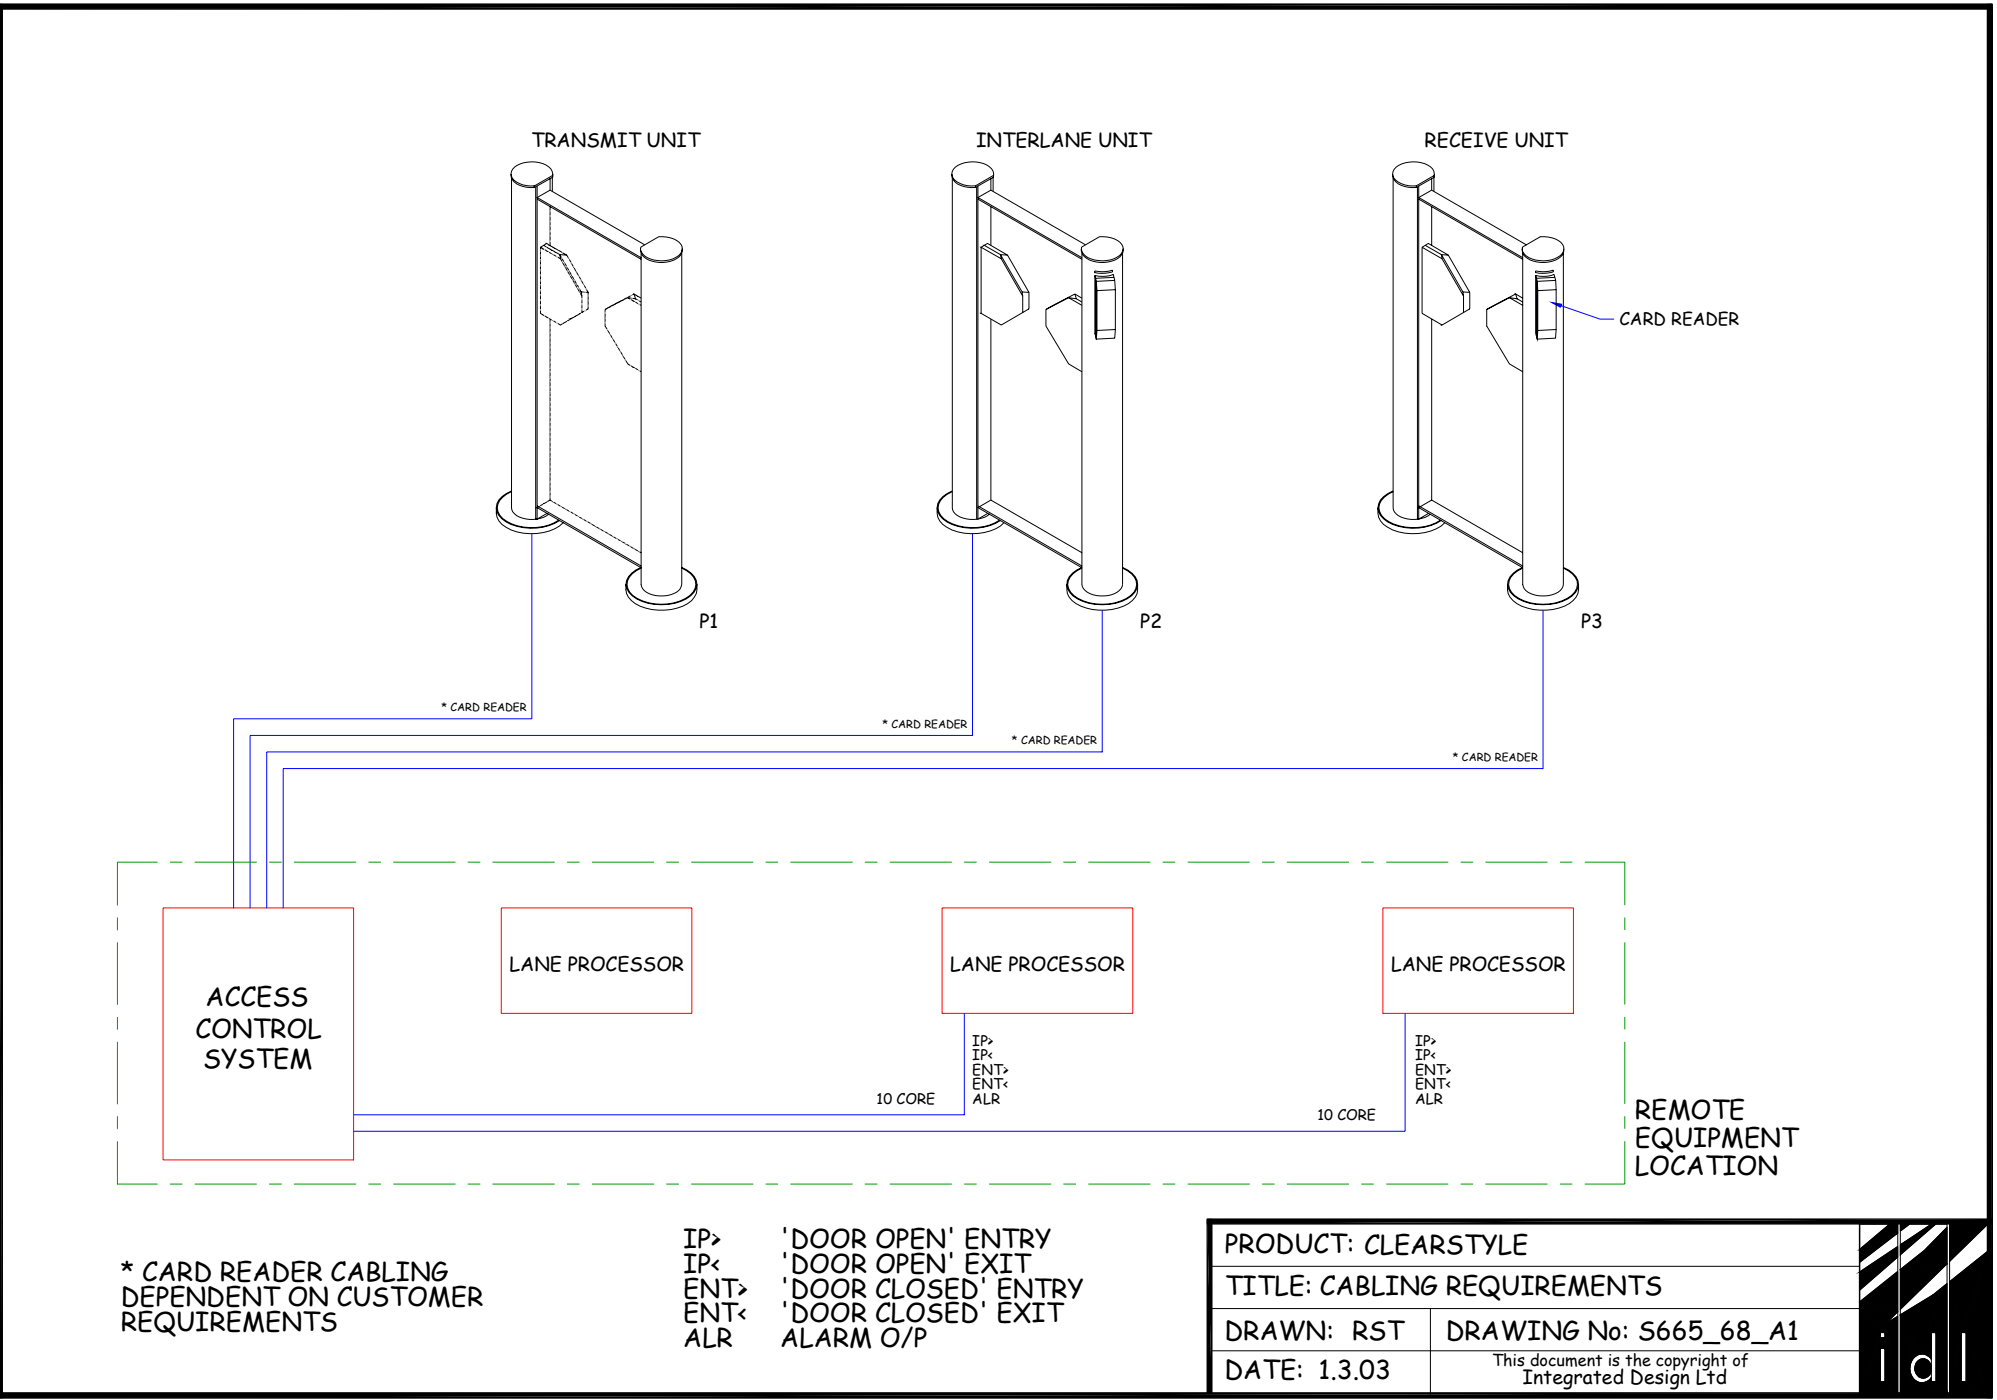 TRANSMIT UNIT
INTERLANE UNIT
RECEIVE UNIT
CARD READER
P1
P2
P3
* CARD READER
* CARD READER
* CARD READER
* CARD READER
LANE PROCESSOR
LANE PROCESSOR
LANE PROCESSOR
ACCESS
CONTROL
SYSTEM
IP>
IP<
ENT>
ENT<
ALR
10 CORE
IP>
IP<
ENT>
ENT<
ALR
10 CORE
REMOTE
EQUIPMENT
LOCATION
* CARD READER CABLING
DEPENDENT ON CUSTOMER
REQUIREMENTS
IP> 'DOOR OPEN' ENTRY
IP< 'DOOR OPEN' EXIT
ENT> 'DOOR CLOSED' ENTRY
ENT< 'DOOR CLOSED' EXIT
ALR ALARM O/P
PRODUCT: CLEARSTYLE
TITLE: CABLING REQUIREMENTS
DRAWN: RST
DRAWING No: S665_68_A1
DATE: 1.3.03
This document is the copyright of
Integrated Design Ltd
idl